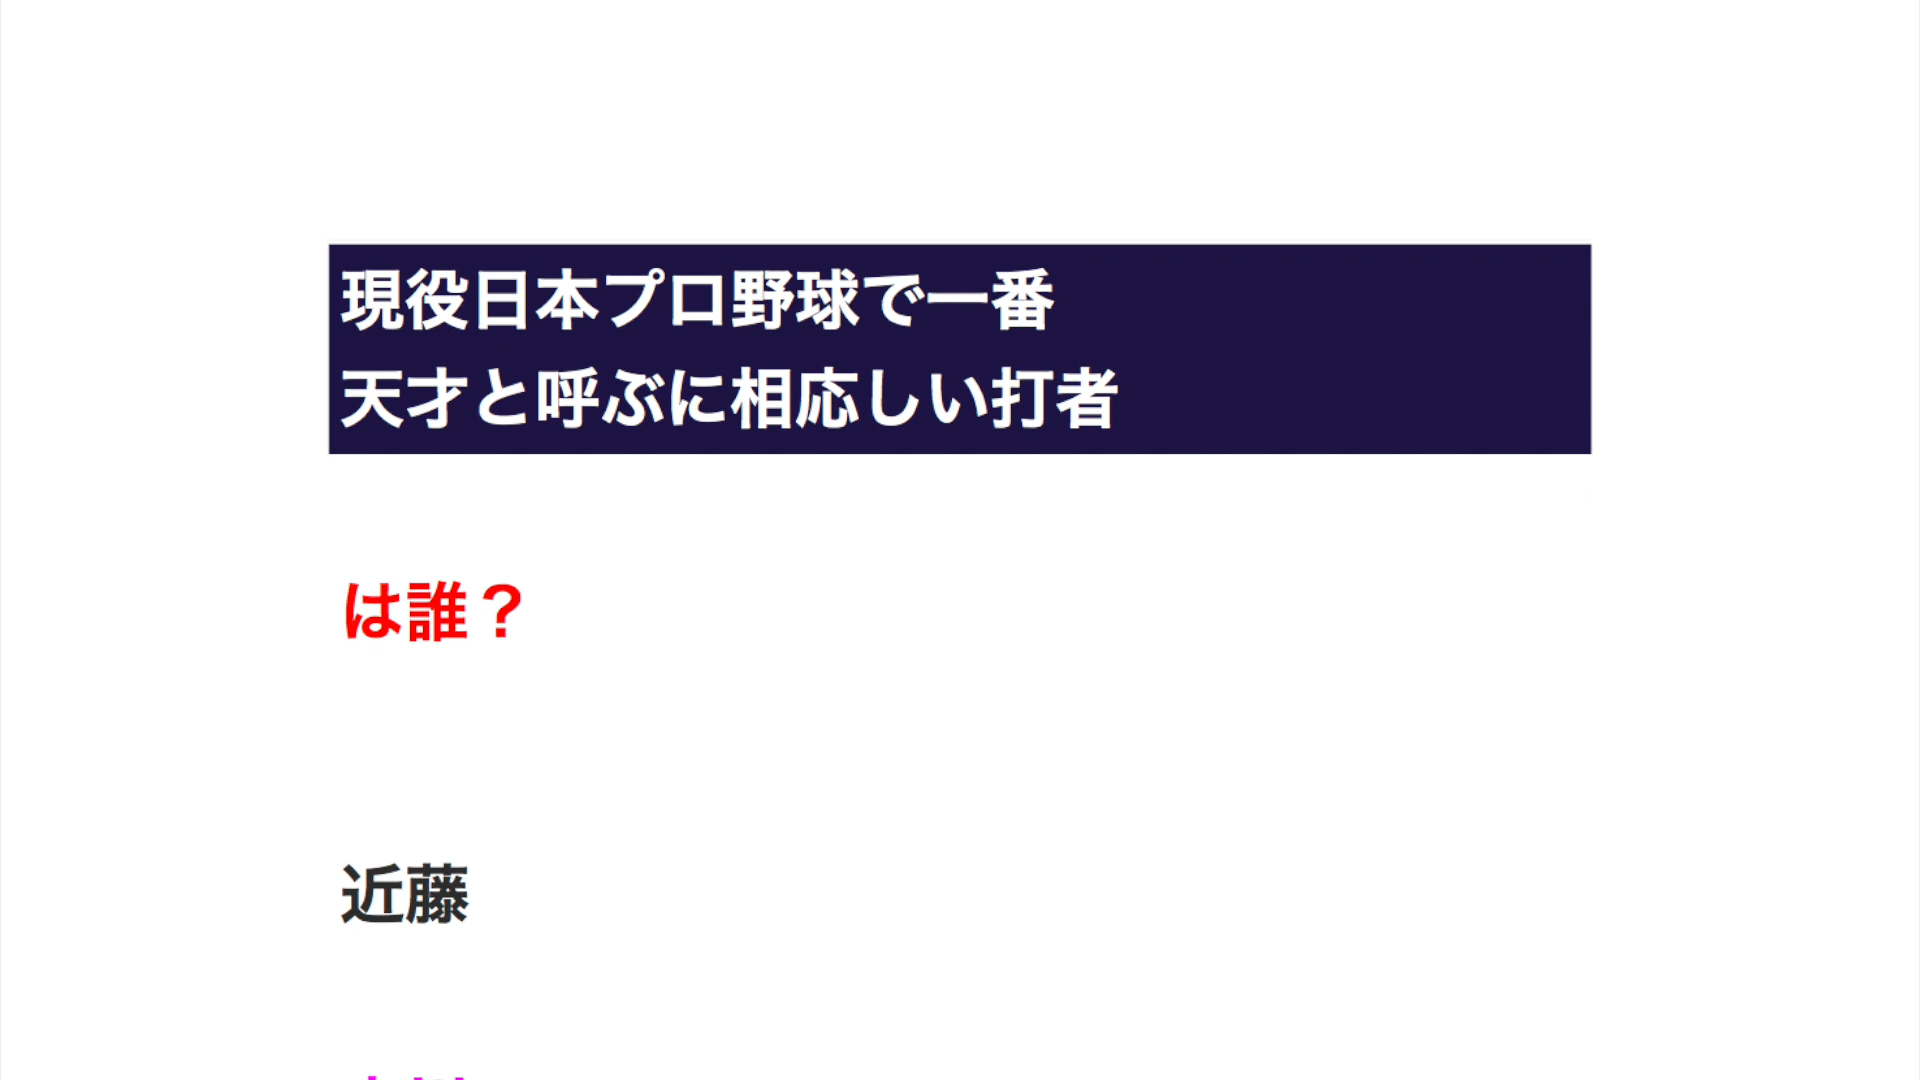 現役日本プロ野球で一番
天才と呼ぶに相応しい打者
は誰？
近藤